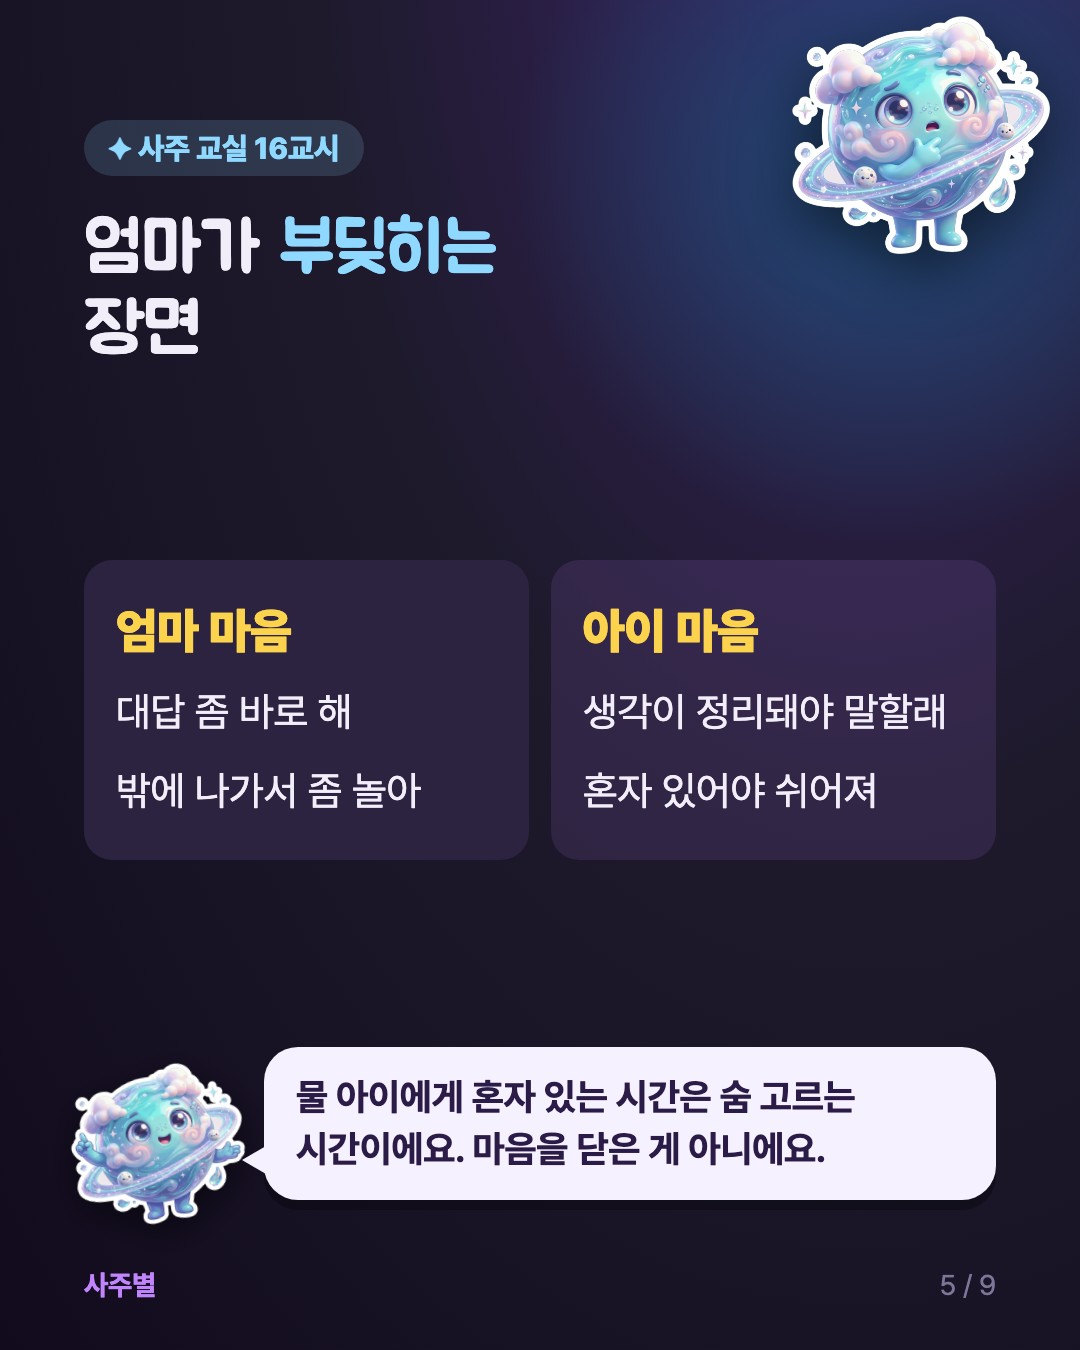 ✦ 사주 교실 16교시
엄마가 부딪히는
장면
엄마 마음
대답 좀 바로 해
밖에 나가서 좀 놀아
아이 마음
생각이 정리돼야 말할래
혼자 있어야 쉬어져
물 아이에게 혼자 있는 시간은 숨 고르는
시간이에요. 마음을 닫은 게 아니에요.
사주별
5 / 9